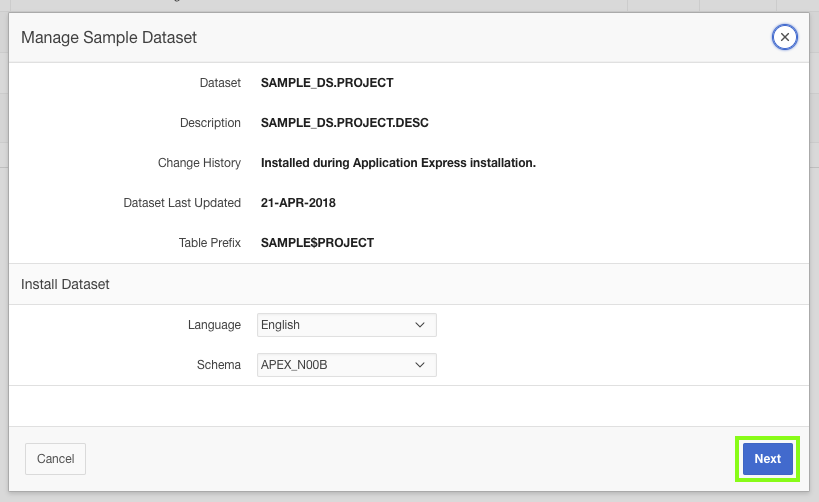 Manage Sample Dataset
Dataset SAMPLE_DS.PROJECT
Description SAMPLE_DS.PROJECT.DESC
Change History Installed during Application Express installation.
Dataset Last Updated 21-APR-2018
Table Prefix SAMPLE$PROJECT
Install Dataset
Language English
Schema APEX_N00B
Cancel Next